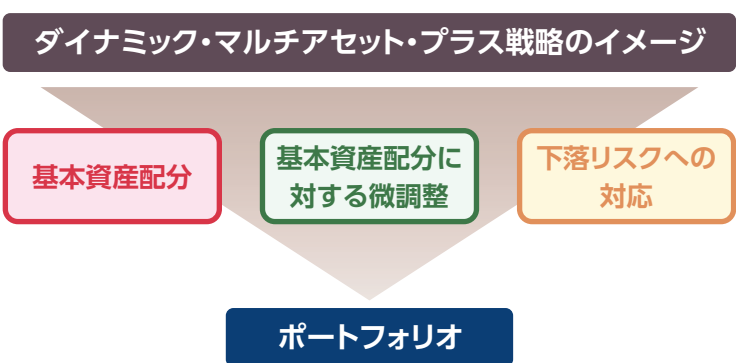 ダイナミック・マルチアセット・プラス戦略のイメージ
基本資産配分
基本資産配分に
対する微調整
下落リスクへの
対応
ポートフォリオ